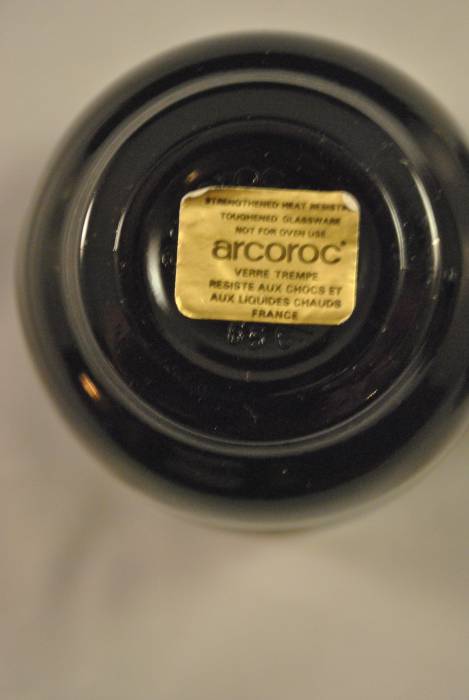 STRENGTHENED HEAT RESISTA
TOUGHENED GLASSWARE
NOT FOR OVEN USE
arcoroc
VERRE TREMPE
RESISTE AUX CHOCS ET
AUX LIQUIDES CHAUDS
FRANCE